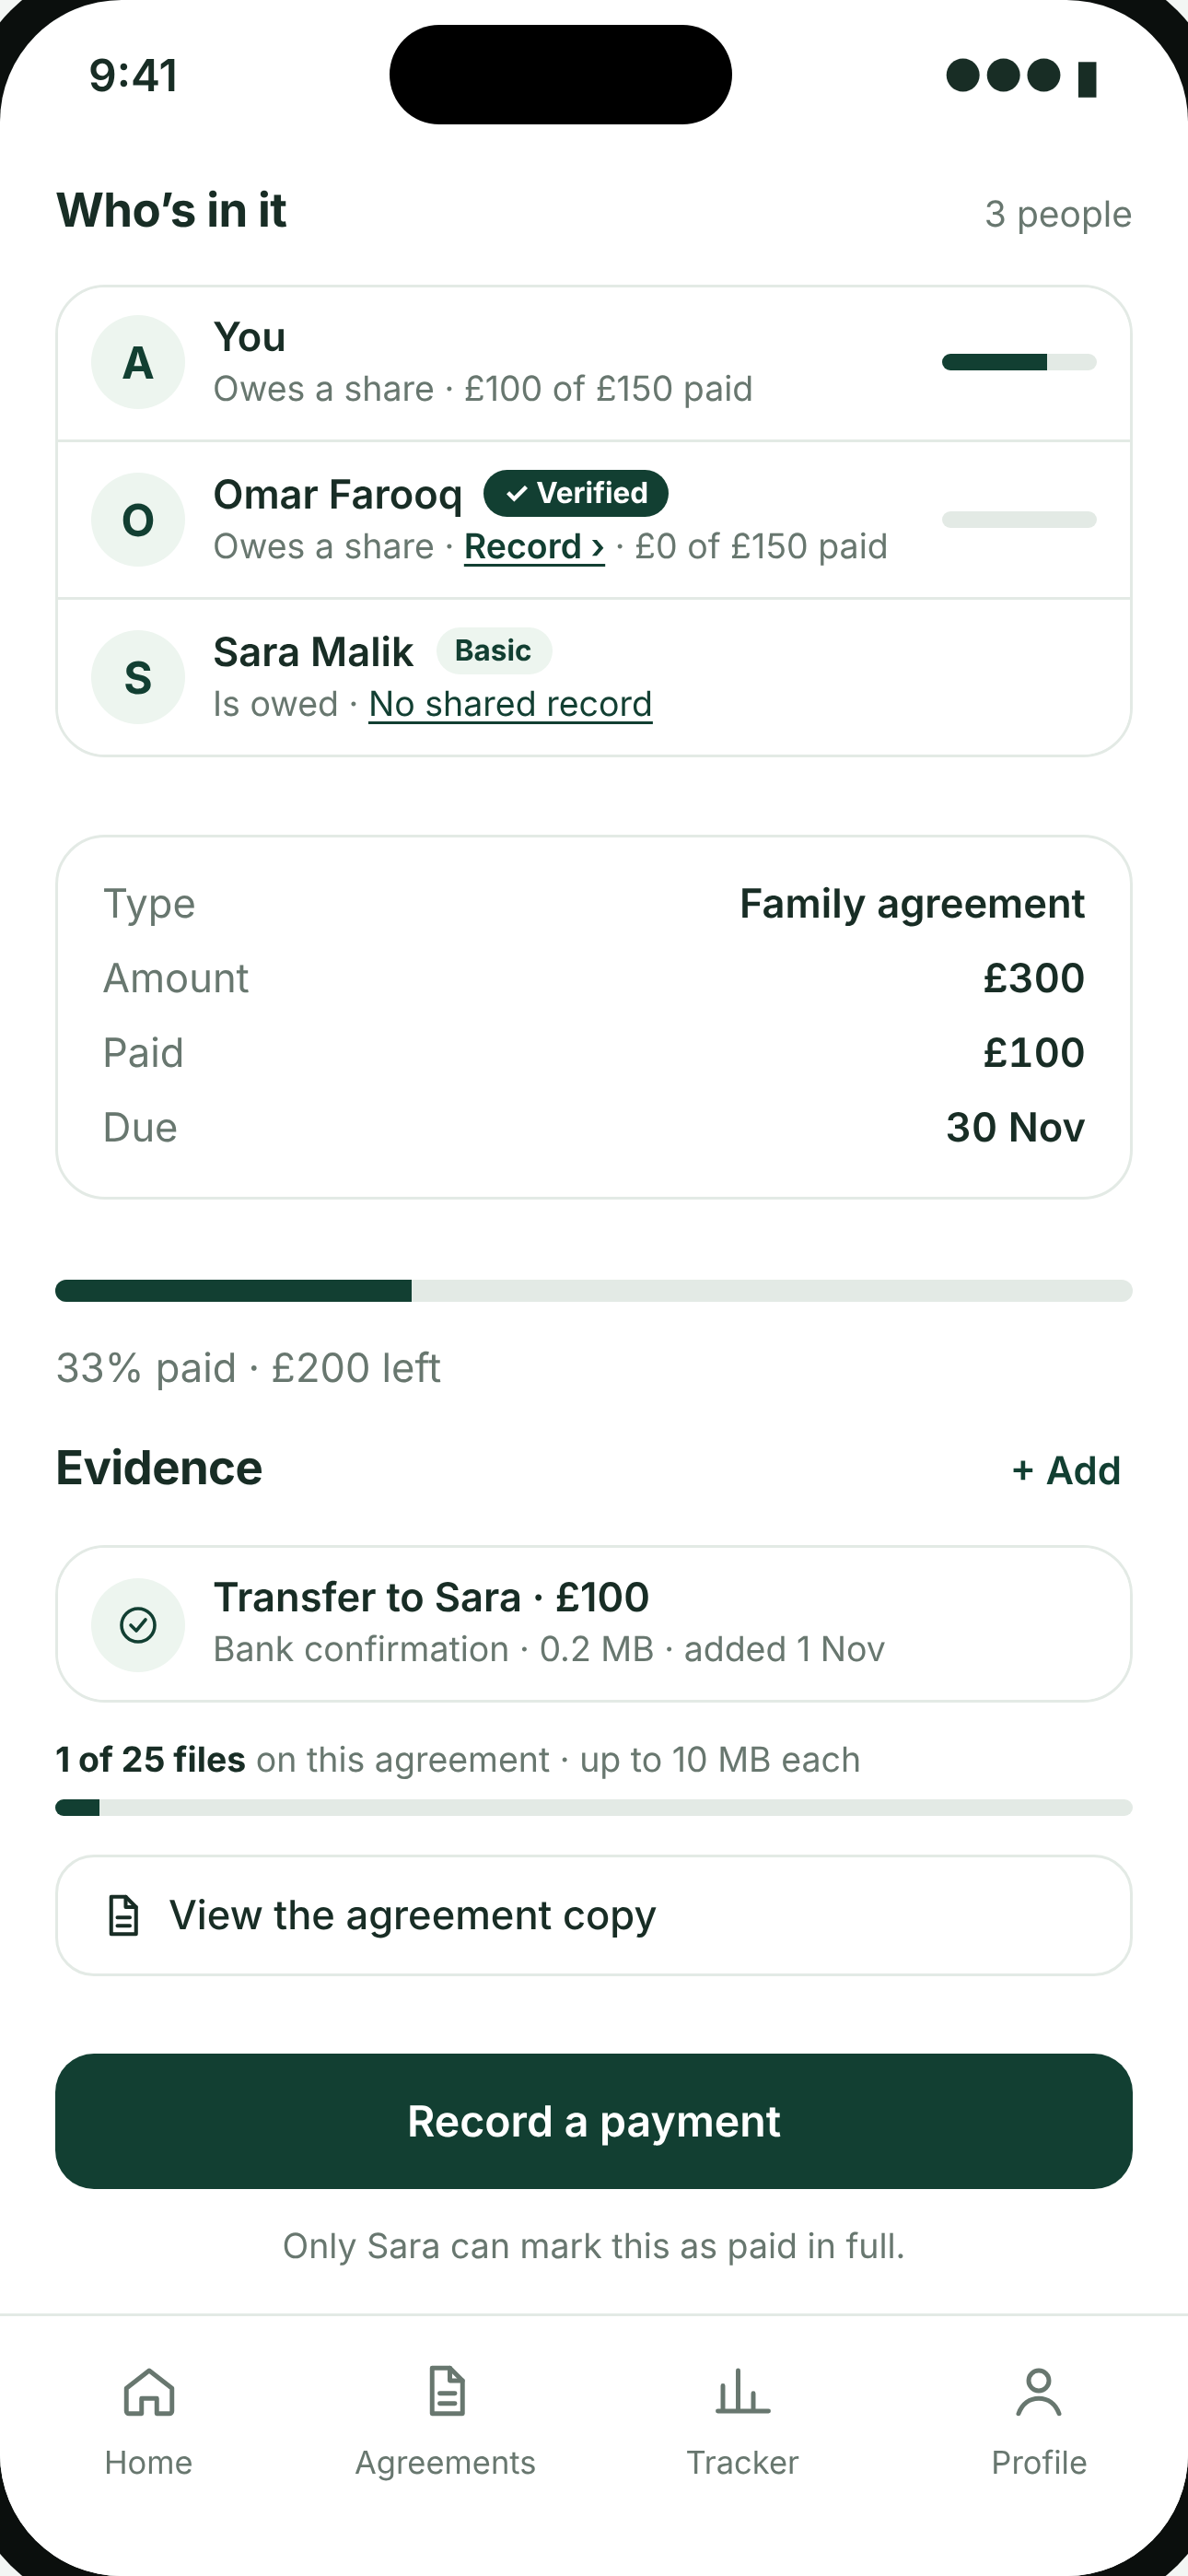 9:41
Who’s in it
3 people
A
You
Owes a share · £100 of £150 paid
O
Omar Farooq ✓ Verified
Owes a share · Record › · £0 of £150 paid
S
Sara Malik Basic
Is owed · No shared record
Type Family agreement
Amount £300
Paid £100
Due 30 Nov
33% paid · £200 left
Evidence
+ Add
Transfer to Sara · £100
Bank confirmation · 0.2 MB · added 1 Nov
1 of 25 files on this agreement · up to 10 MB each
View the agreement copy
Record a payment
Only Sara can mark this as paid in full.
Home Agreements Tracker Profile